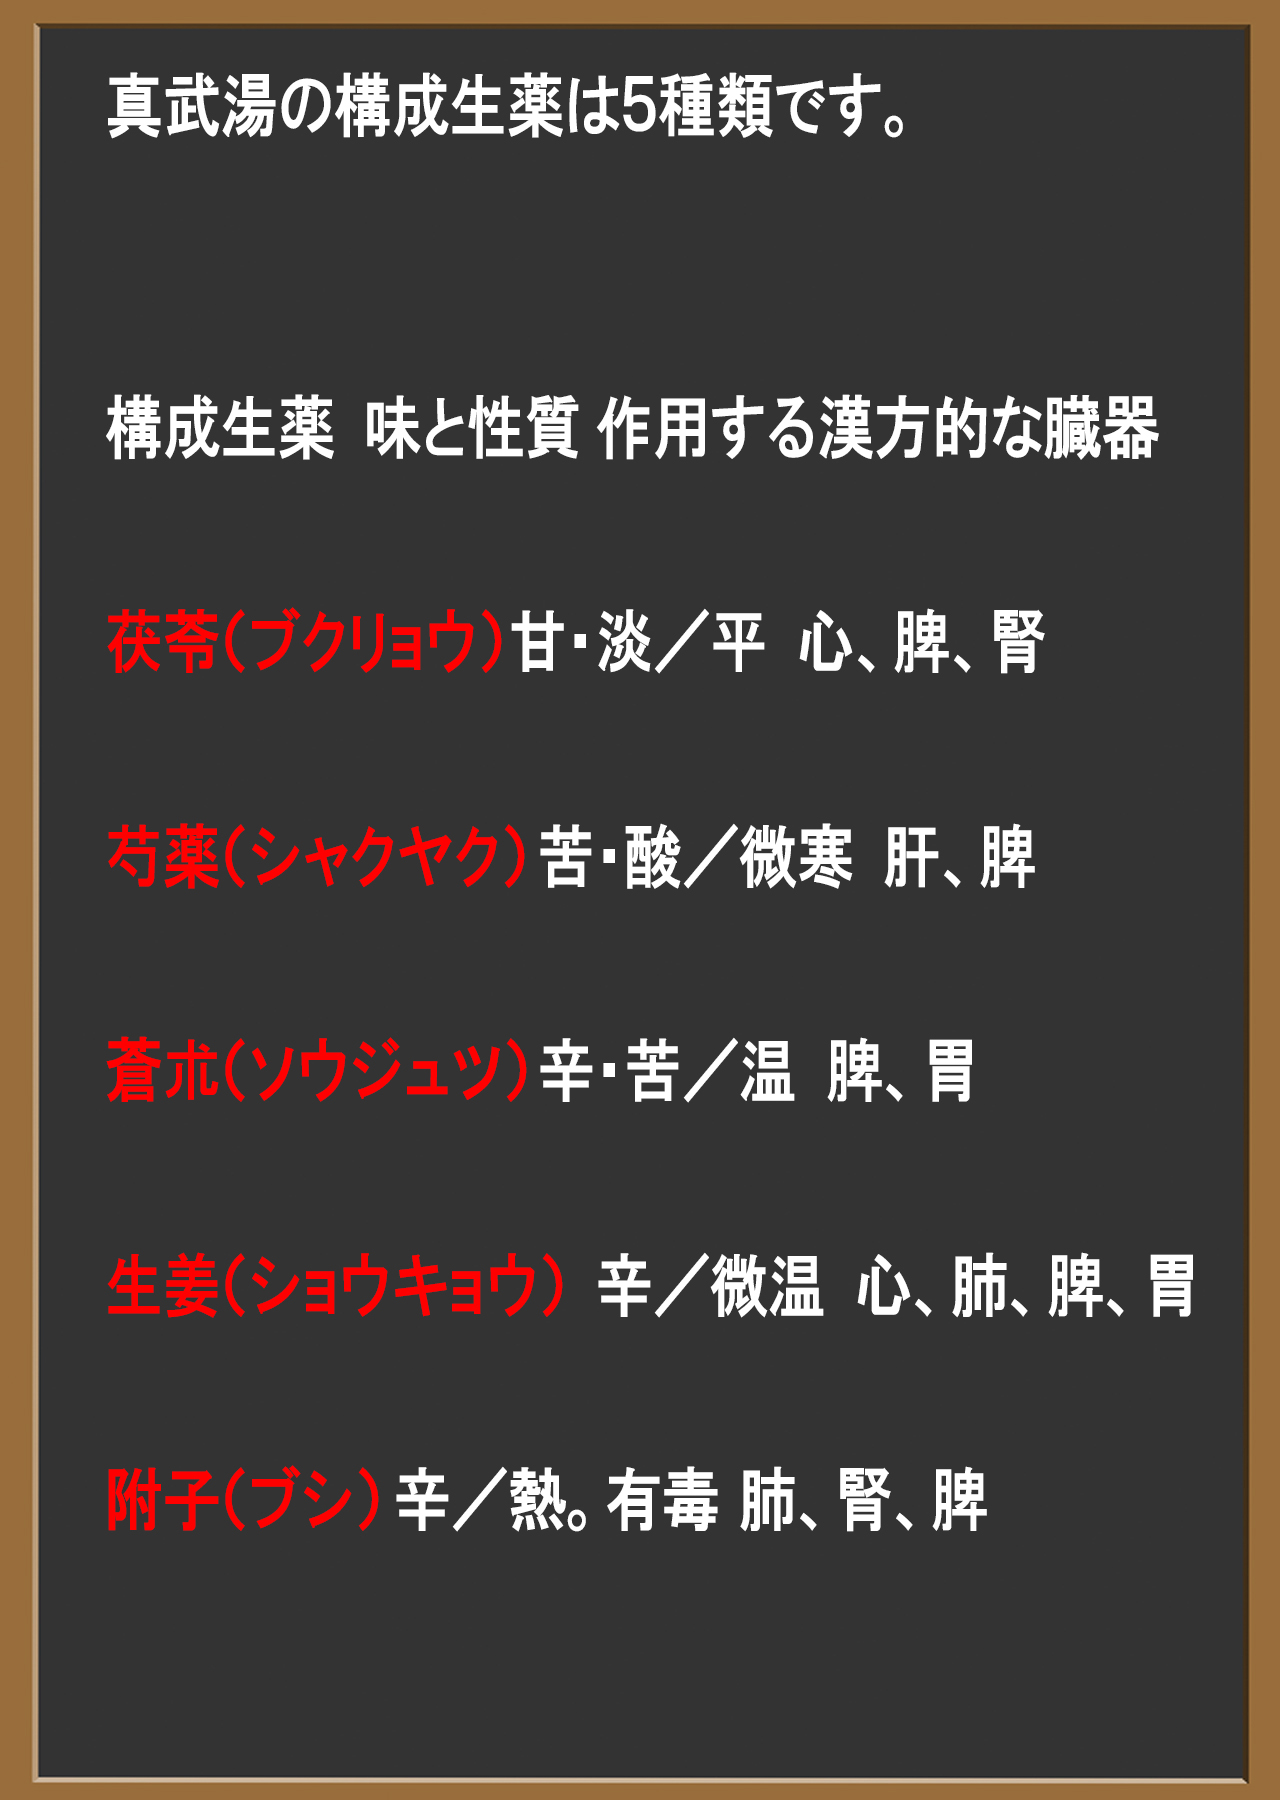 真武湯の構成生薬は5種類です。
構成生薬 味と性質 作用する漢方的な臓器
茯苓(ブクリョウ)甘・淡／平 心、脾、腎
芍薬(シャクヤク)苦・酸／微寒 肝、脾
蒼朮(ソウジュツ)辛・苦／温 脾、胃
生姜(ショウキョウ) 辛／微温 心、肺、脾、胃
附子(ブシ)辛／熱。有毒 肺、腎、脾